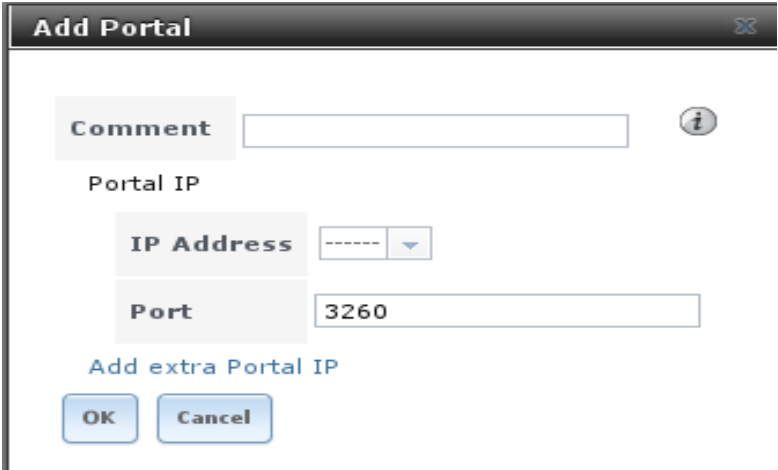 Add Portal
Comment
Portal IP
IP Address ------
Port 3260
Add extra Portal IP
OK Cancel